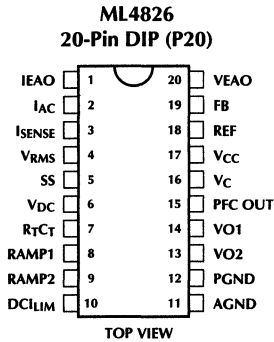 ML4826
20-Pin DIP (P20)
IEAO 1 20 VEAO
IAC 2 19 FB
ISENSE 3 18 REF
VRMS 4 17 VCC
SS 5 16 VC
VDC 6 15 PFC OUT
RTCT 7 14 VO1
RAMP1 8 13 VO2
RAMP2 9 12 PGND
DCILIM 10 11 AGND
TOP VIEW